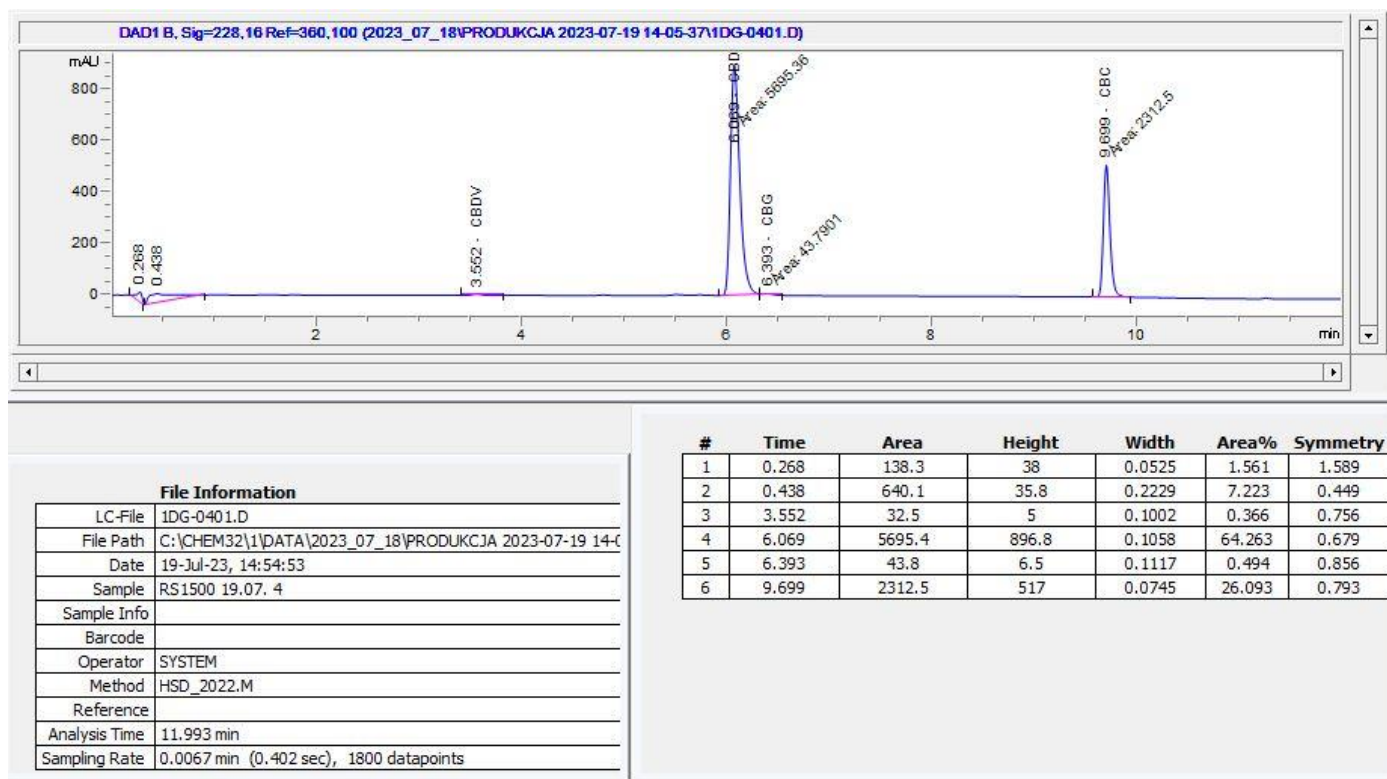 DAD1 B, Sig=228,16 Ref=360,100 (2023_07_18\PRODUKCJA 2023-07-19 14-05-37\1DG-0401.D)
mAU
800
600
400
200
0
0.268
0.438
3.552 - CBDV
6.069 - CBD
Area: 5695.36
6.393 - CBG
Area: 43.7901
9.699 - CBC
Area: 2312.5
2 4 6 8 10 min
File Information
LC-File 1DG-0401.D
File Path C:\CHEM32\1\DATA\2023_07_18\PRODUKCJA 2023-07-19 14-0
Date 19-Jul-23, 14:54:53
Sample RS1500 19.07. 4
Sample Info
Barcode
Operator SYSTEM
Method HSD_2022.M
Reference
Analysis Time 11.993 min
Sampling Rate 0.0067 min (0.402 sec), 1800 datapoints
# Time Area Height Width Area% Symmetry
1 0.268 138.3 38 0.0525 1.561 1.589
2 0.438 640.1 35.8 0.2229 7.223 0.449
3 3.552 32.5 5 0.1002 0.366 0.756
4 6.069 5695.4 896.8 0.1058 64.263 0.679
5 6.393 43.8 6.5 0.1117 0.494 0.856
6 9.699 2312.5 517 0.0745 26.093 0.793